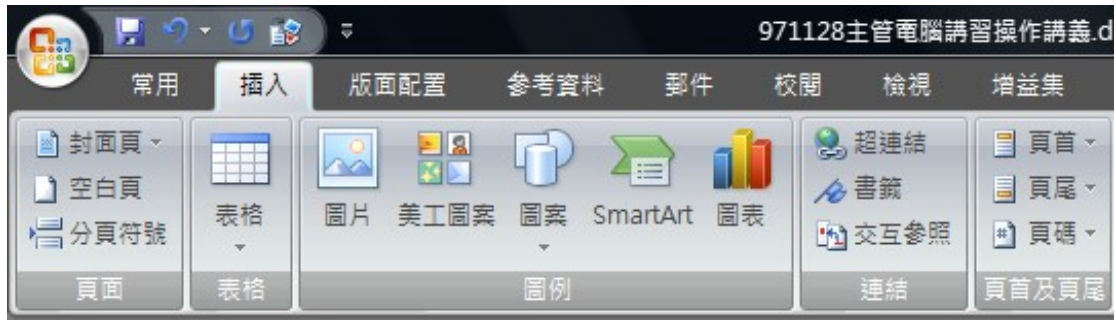 971128主管電腦講習操作講義.d
常用 插入 版面配置 參考資料 郵件 校閱 檢視 增益集
封面頁
空白頁
分頁符號
頁面
表格
表格
圖片 美工圖案 圖案 SmartArt 圖表
圖例
超連結
書籤
交互參照
連結
頁首
頁尾
頁碼
頁首及頁尾